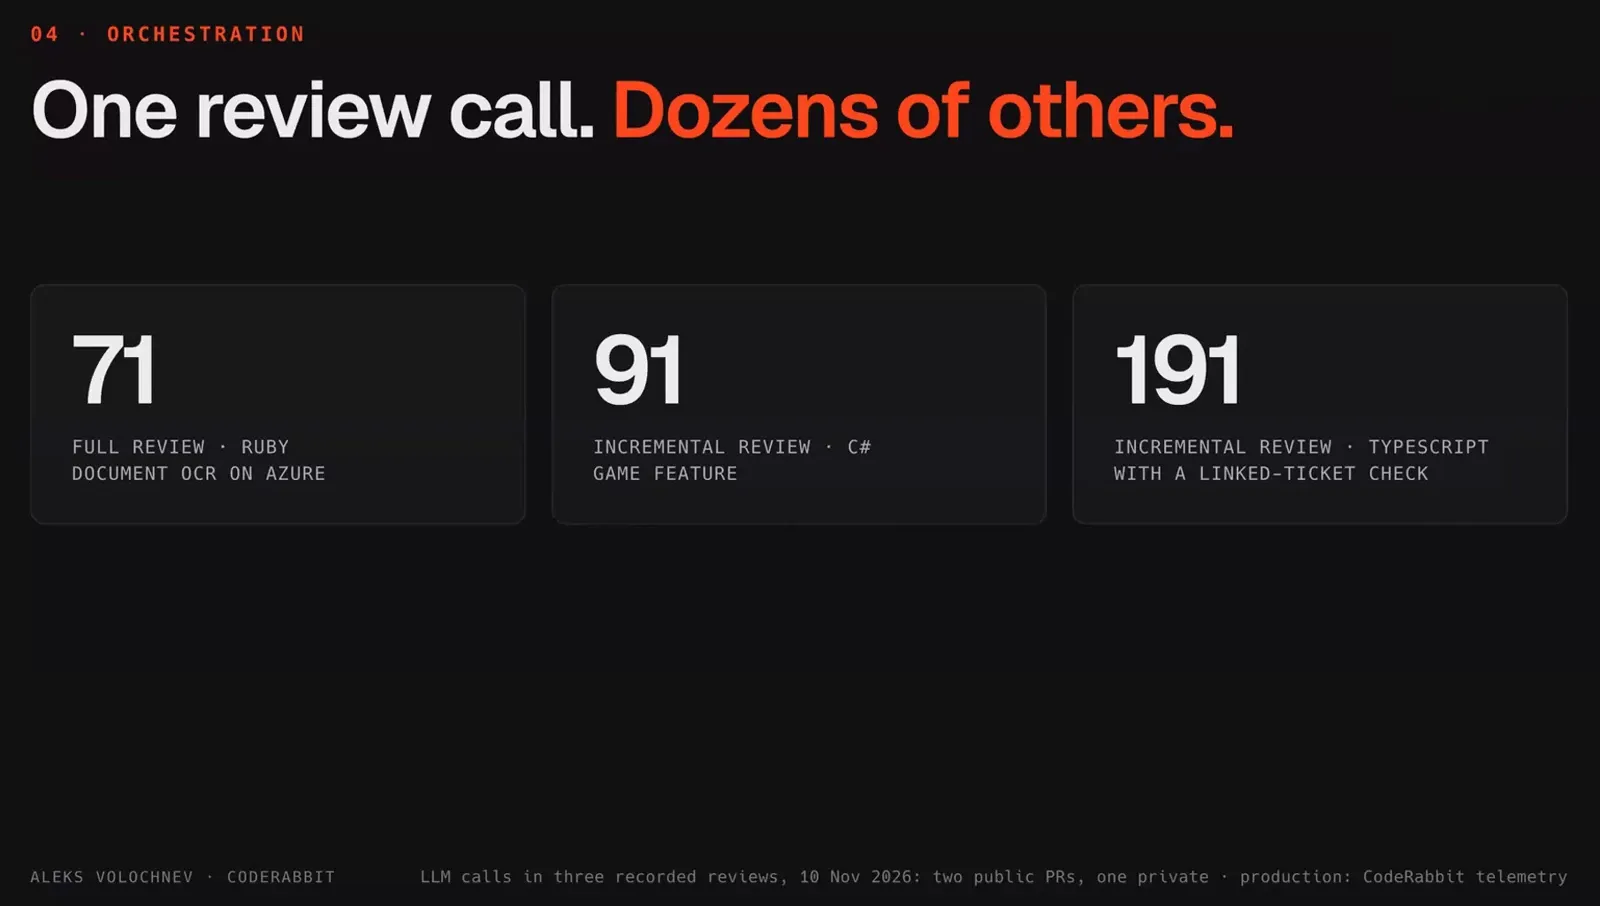 04 · ORCHESTRATION
One review call. Dozens of others.
71
FULL REVIEW · RUBY
DOCUMENT OCR ON AZURE
91
INCREMENTAL REVIEW · C#
GAME FEATURE
191
INCREMENTAL REVIEW · TYPESCRIPT
WITH A LINKED-TICKET CHECK
ALEKS VOLOCHNEV · CODERABBIT
LLM calls in three recorded reviews, 10 Nov 2026: two public PRs, one private · production: CodeRabbit telemetry